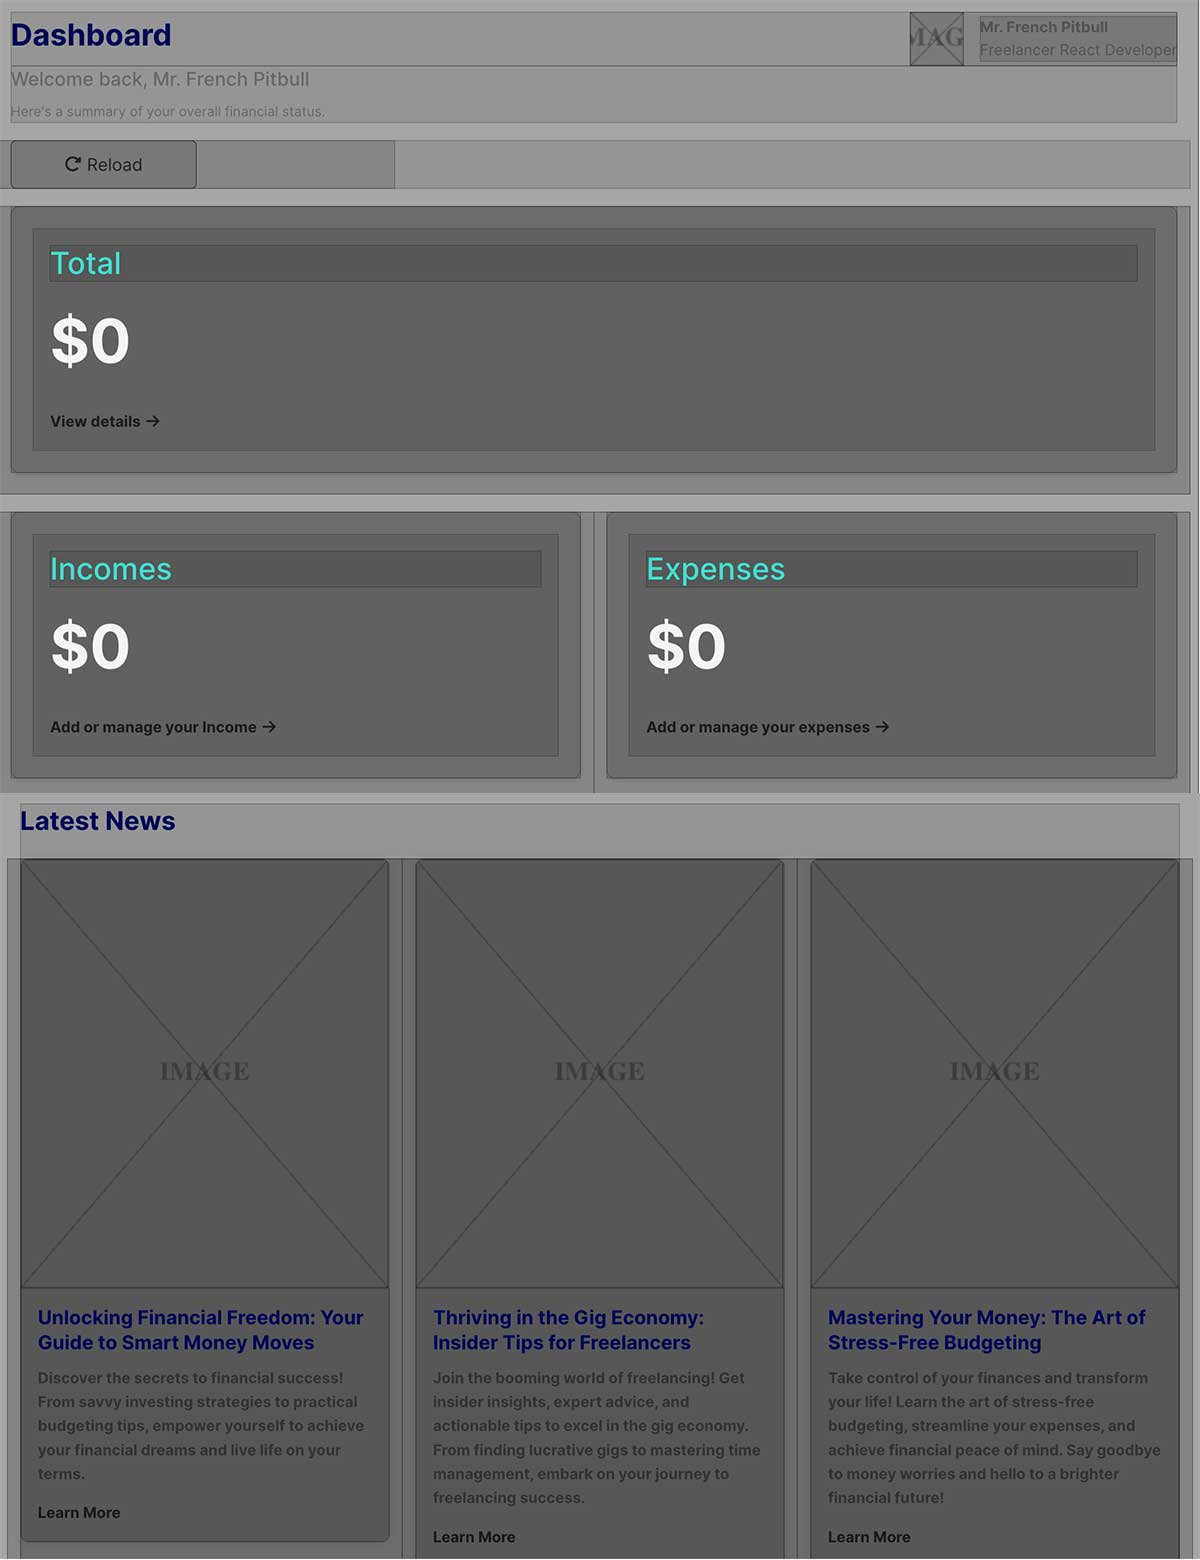 Dashboard
MAG
Mr. French Pitbull
Freelancer React Developer
Welcome back, Mr. French Pitbull
Here's a summary of your overall financial status.
Reload
Total
$0
View details →
Incomes
$0
Add or manage your Income →
Expenses
$0
Add or manage your expenses →
Latest News
IMAGE
Unlocking Financial Freedom: Your
Guide to Smart Money Moves
Discover the secrets to financial success!
From savvy investing strategies to practical
budgeting tips, empower yourself to achieve
your financial dreams and live life on your
terms.
Learn More
IMAGE
Thriving in the Gig Economy:
Insider Tips for Freelancers
Join the booming world of freelancing! Get
insider insights, expert advice, and
actionable tips to excel in the gig economy.
From finding lucrative gigs to mastering time
management, embark on your journey to
freelancing success.
Learn More
IMAGE
Mastering Your Money: The Art of
Stress-Free Budgeting
Take control of your finances and transform
your life! Learn the art of stress-free
budgeting, streamline your expenses, and
achieve financial peace of mind. Say goodbye
to money worries and hello to a brighter
financial future!
Learn More